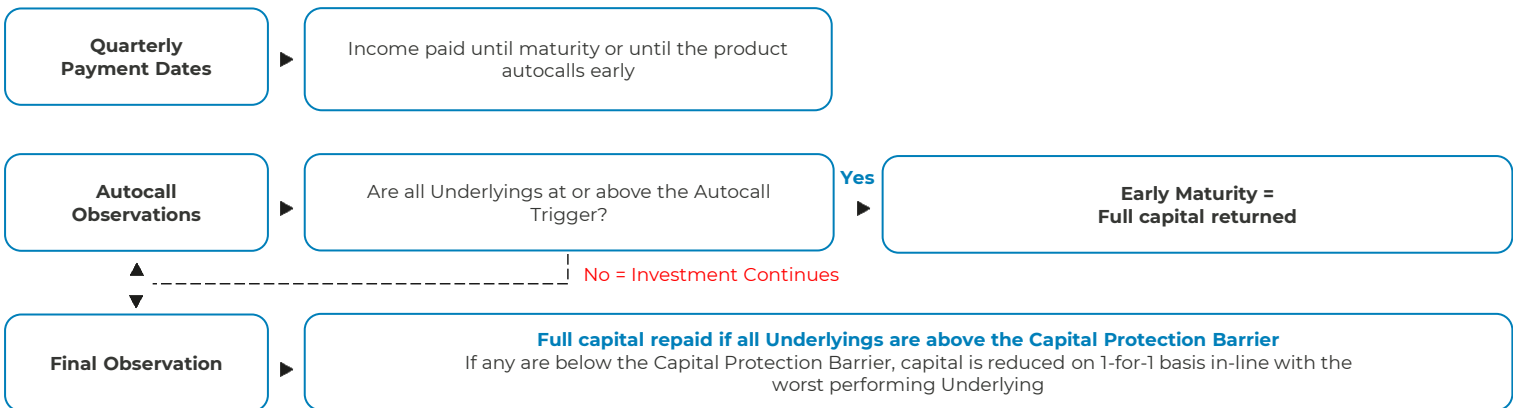 Quarterly
Payment Dates
Income paid until maturity or until the product
autocalls early
Autocall
Observations
Are all Underlyings at or above the Autocall
Trigger?
Yes
Early Maturity =
Full capital returned
No = Investment Continues
Final Observation
Full capital repaid if all Underlyings are above the Capital Protection Barrier
If any are below the Capital Protection Barrier, capital is reduced on 1-for-1 basis in-line with the
worst performing Underlying